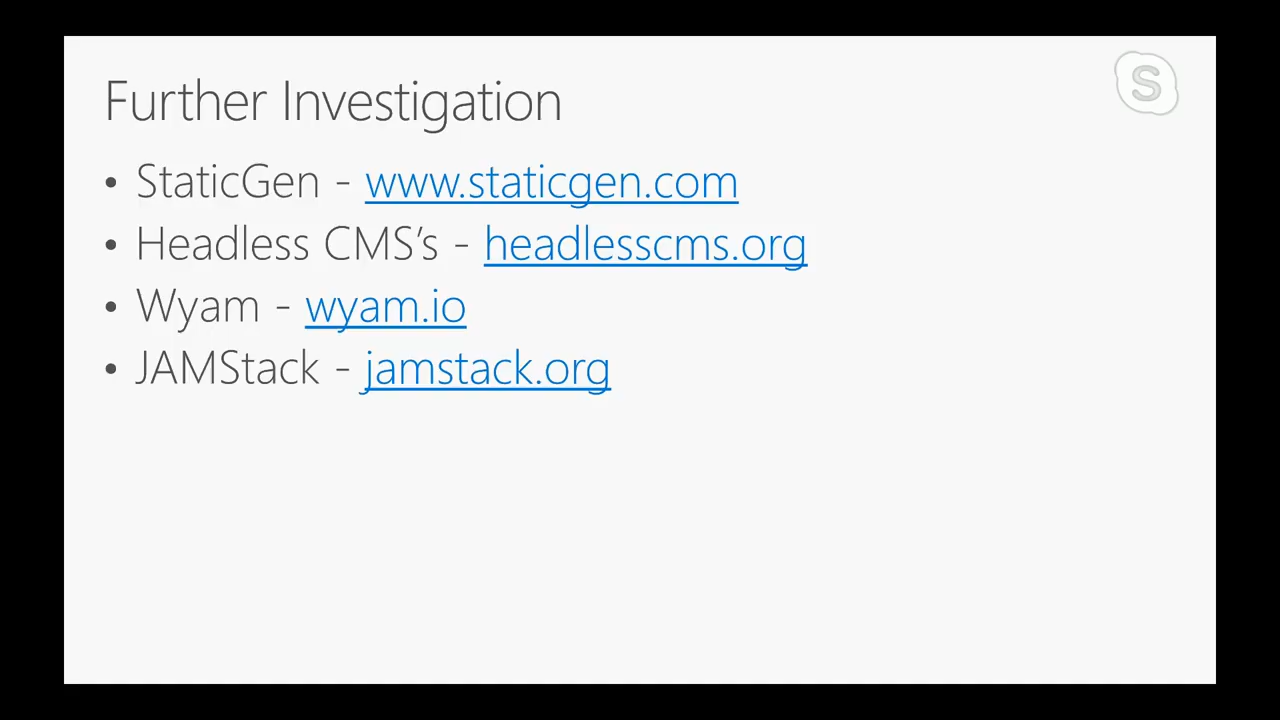 Further Investigation
S
• StaticGen - www.staticgen.com
• Headless CMS's - headlesscms.org
• Wyam - wyam.io
• JAMStack - jamstack.org